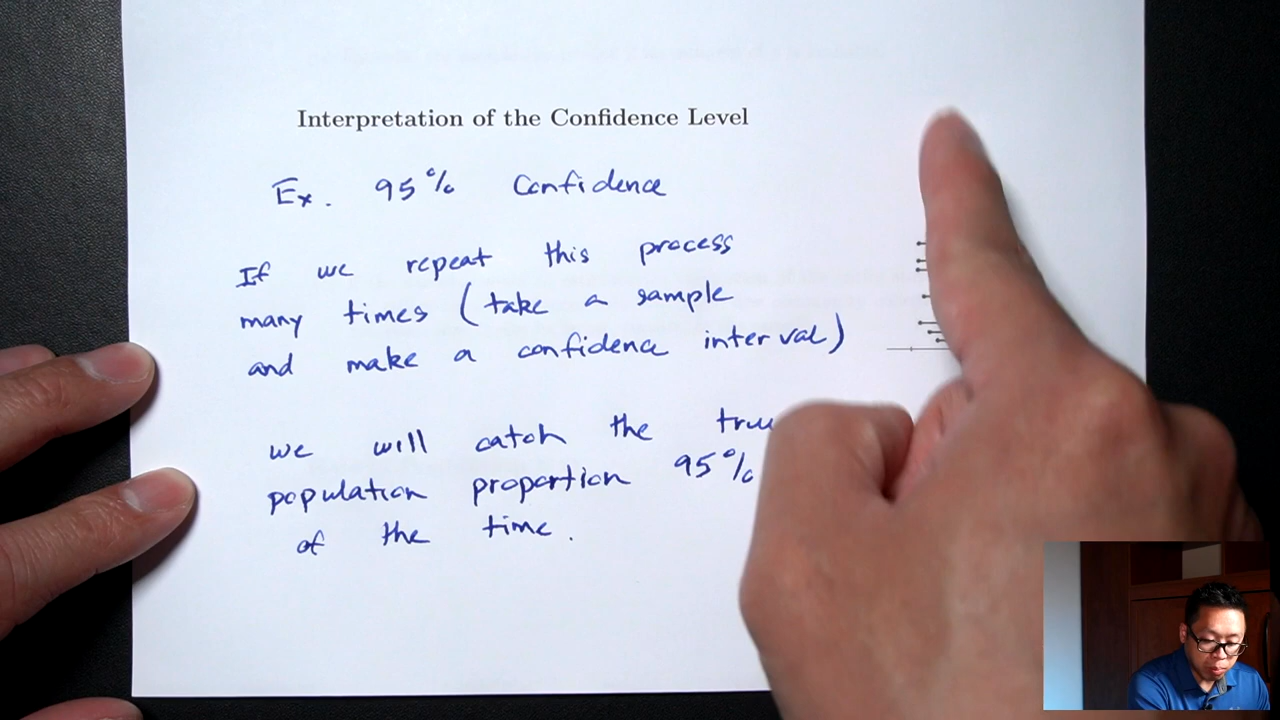 Interpretation of the Confidence Level
Ex. 95% Confidence
If we repeat this process
many times (take a sample
and make a confidence interval)
we will catch the tru
population proportion 95%
of the time.